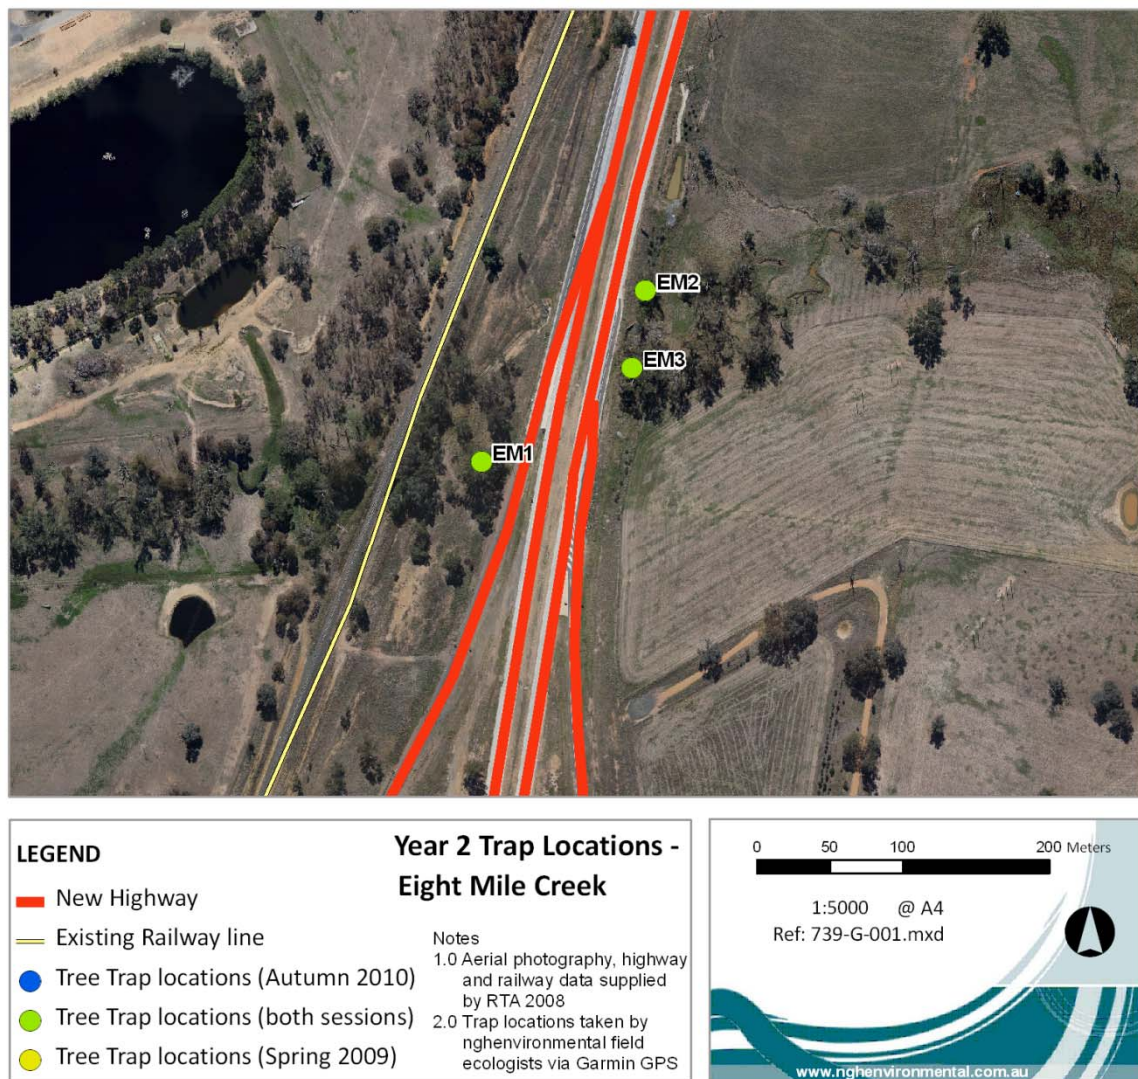 EM2
EM3
EM1
LEGEND
New Highway
Existing Railway line
Tree Trap locations (Autumn 2010)
Tree Trap locations (both sessions)
Tree Trap locations (Spring 2009)
Year 2 Trap Locations -
Eight Mile Creek
Notes
1.0 Aerial photography, highway
and railway data supplied
by RTA 2008
2.0 Trap locations taken by
nghenvironmental field
ecologists via Garmin GPS
0 50 100 200 Meters
1:5000 @ A4
Ref: 739-G-001.mxd
www.nghenvironmental.com.au